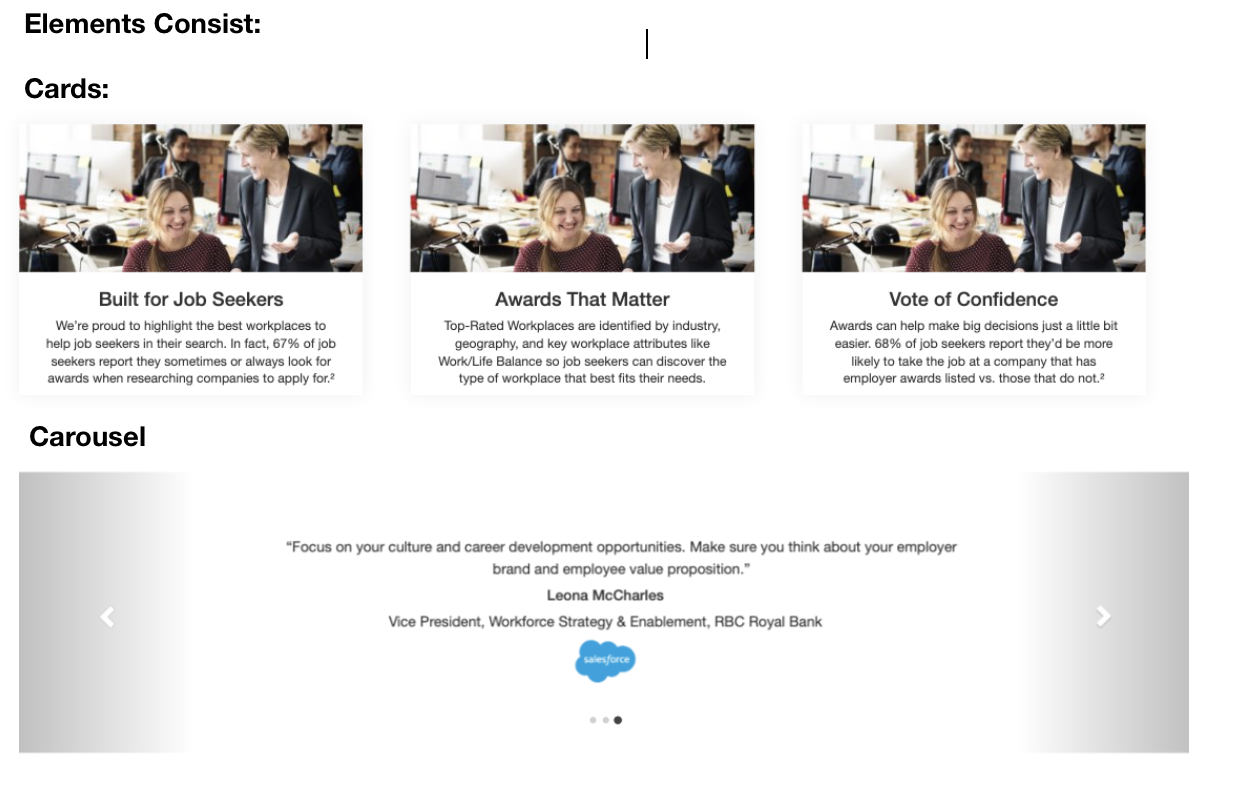 Elements Consist:
Cards:
Built for Job Seekers
We’re proud to highlight the best workplaces to
help job seekers in their search. In fact, 67% of job
seekers report they sometimes or always look for
awards when researching companies to apply for.²
Awards That Matter
Top-Rated Workplaces are identified by industry,
geography, and key workplace attributes like
Work/Life Balance so job seekers can discover the
type of workplace that best fits their needs.
Vote of Confidence
Awards can help make big decisions just a little bit
easier. 68% of job seekers report they’d be more
likely to take the job at a company that has
employer awards listed vs. those that do not.²
Carousel
“Focus on your culture and career development opportunities. Make sure you think about your employer
brand and employee value proposition.”
Leona McCharles
Vice President, Workforce Strategy & Enablement, RBC Royal Bank
salesforce